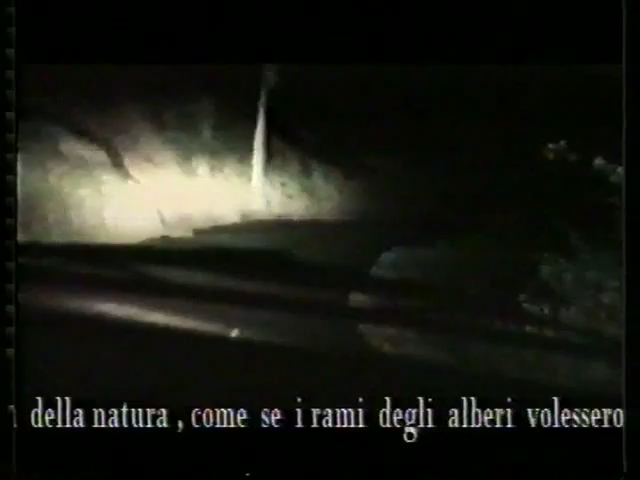 della natura , come se i rami degli alberi volessero